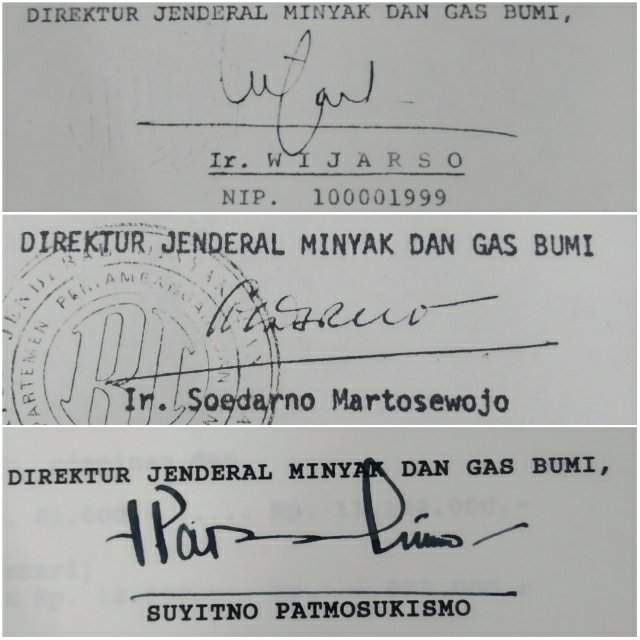 DIREKTUR JENDERAL MINYAK DAN GAS BUMI,
Ir. WIJARSO
NIP. 100001999
DIREKTUR JENDERAL MINYAK DAN GAS BUMI
Ir. Soedarno Martosewojo
DIREKTUR JENDERAL MINYAK DAN GAS BUMI,
SUYITNO PATMOSUKISMO